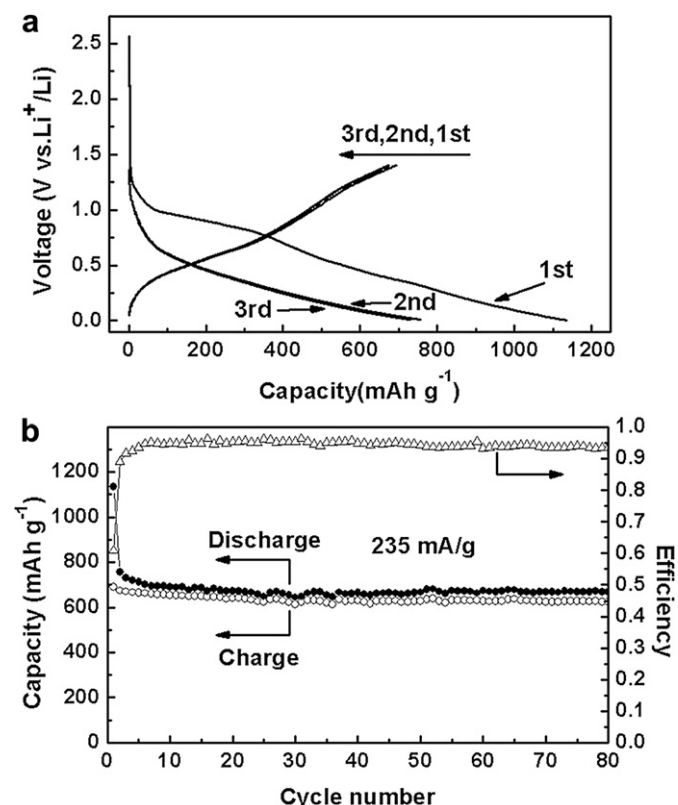 a
2.5
2.0
1.5
1.0
0.5
0.0
Voltage (V vs.Li⁺/Li)
3rd,2nd,1st
1st
2nd
3rd
0 200 400 600 800 1000 1200
Capacity(mAh g⁻¹)
b
1200
1000
800
600
400
200
0
Capacity (mAh g⁻¹)
Discharge
235 mA/g
Charge
1.0
0.9
0.8
0.7
0.6
0.5
0.4
0.3
0.2
0.1
0.0
Efficiency
0 10 20 30 40 50 60 70 80
Cycle number